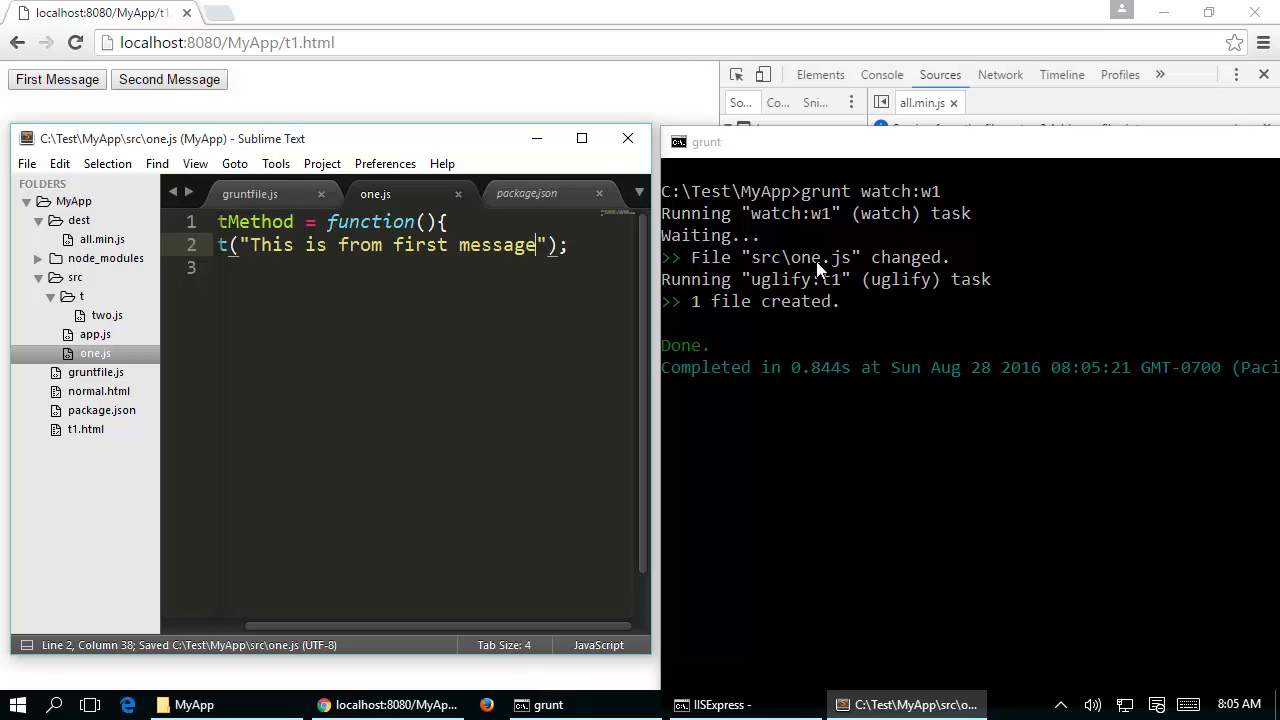 localhost:8080/MyApp/t1
localhost:8080/MyApp/t1.html
First Message
Second Message
Elements
Console
Sources
Network
Timeline
Profiles
So...
Co...
Sni...
all.min.js
C:\Test\MyApp\src\one.js (MyApp) - Sublime Text
File Edit Selection Find View Goto Tools Project Preferences Help
FOLDERS
MyApp
dest
all.min.js
node_modules
src
t
two.js
app.js
one.js
gruntfile.js
normal.html
package.json
t1.html
gruntfile.js
one.js
package.json
1 tMethod = function(){
2 t("This is from first message");
3
Line 2, Column 38; Saved C:\Test\MyApp\src\one.js (UTF-8)
Tab Size: 4
JavaScript
grunt
C:\Test\MyApp>grunt watch:w1
Running "watch:w1" (watch) task
Waiting...
>> File "src\one.js" changed.
Running "uglify:t1" (uglify) task
>> 1 file created.
Done.
Completed in 0.844s at Sun Aug 28 2016 08:05:21 GMT-0700 (Paci
MyApp
localhost:8080/MyAp...
grunt
IISExpress -
C:\Test\MyApp\src\o...
8:05 AM